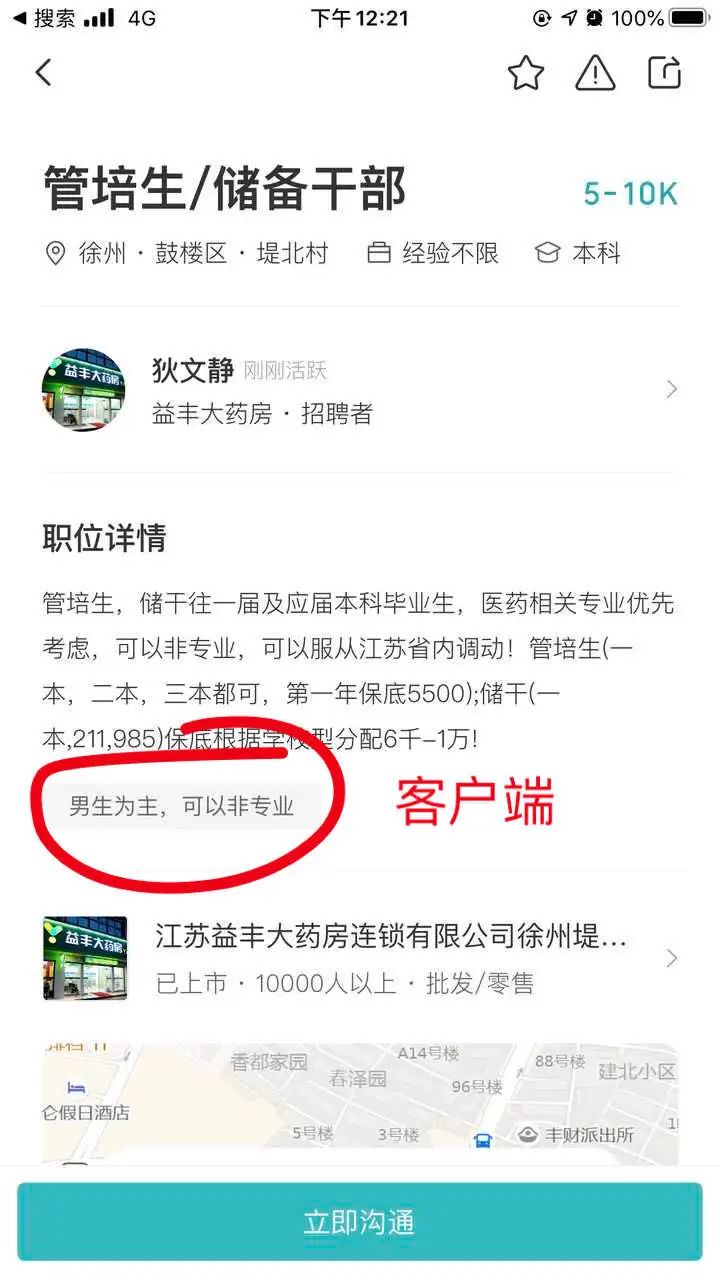 搜索 4G 下午12:21 100%
管培生/储备干部 5-10K
徐州·鼓楼区·堤北村 经验不限 本科
狄文静 刚刚活跃
益丰大药房·招聘者
益丰大药房
职位详情
管培生，储干往一届及应届本科毕业生，医药相关专业优先
考虑，可以非专业，可以服从江苏省内调动！管培生(一
本，二本，三本都可，第一年保底5500);储干(一
本,211,985)保底根据学校型分配6千-1万!
男生为主，可以非专业
客户端
江苏益丰大药房连锁有限公司徐州堤...
益丰大药房
已上市·10000人以上·批发/零售
香都家园
A14号楼
春泽园
88号楼
建北小区
96号楼
仑假日酒店
5号楼
3号楼
丰财派出所
立即沟通